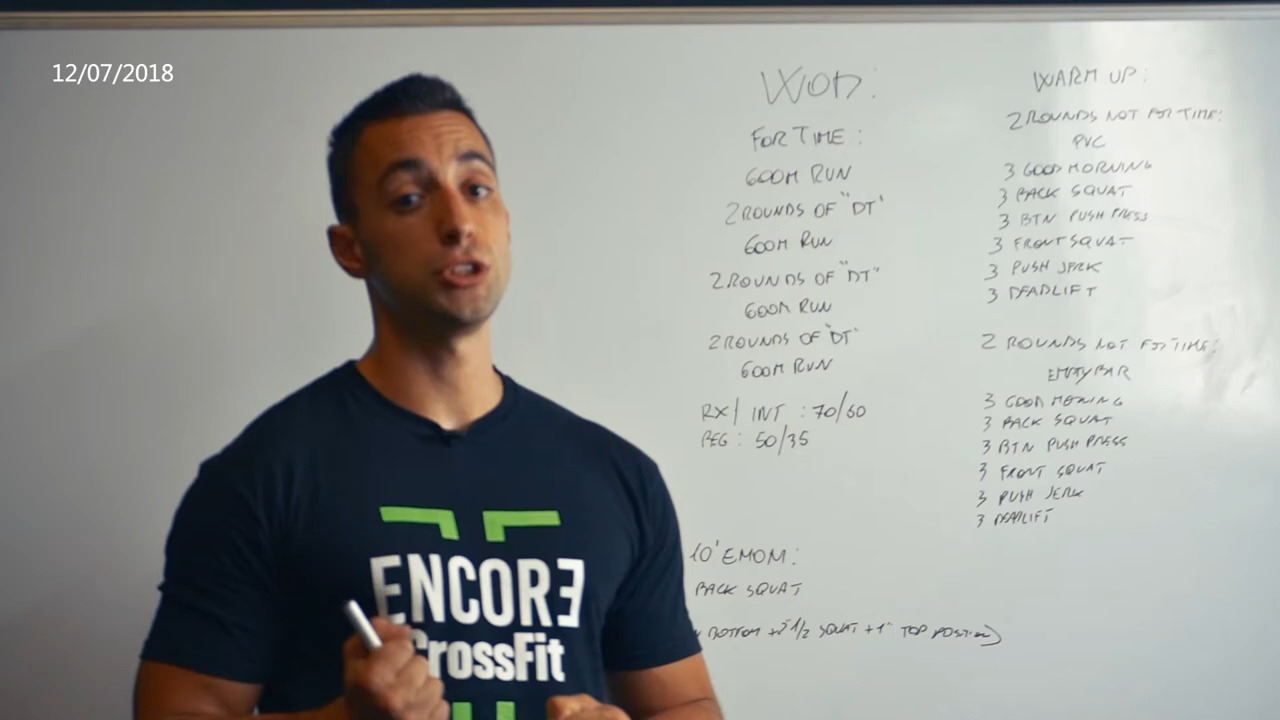 12/07/2018
WOD:
FOR TIME:
600M RUN
2 ROUNDS OF "DT"
600M RUN
2 ROUNDS OF "DT"
600M RUN
2 ROUNDS OF "DT"
600M RUN
RX/ INT : 70/50
REG : 50/35
10' EMOM:
BACK SQUAT
BOTTOM +3" 1/2 SQUAT + 1" TOP POSITION)
WARM UP:
2 ROUNDS NOT FOR TIME:
PVC
3 GOOD MORNING
3 BACK SQUAT
3 BTN PUSH PRESS
3 FRONT SQUAT
3 PUSH JERK
3 DEADLIFT
2 ROUNDS NOT FOR TIME:
EMPTY BAR
3 GOOD MORNING
3 BACK SQUAT
3 BTN PUSH PRESS
3 FRONT SQUAT
3 PUSH JERK
3 DEADLIFT
ENCORE
CrossFit